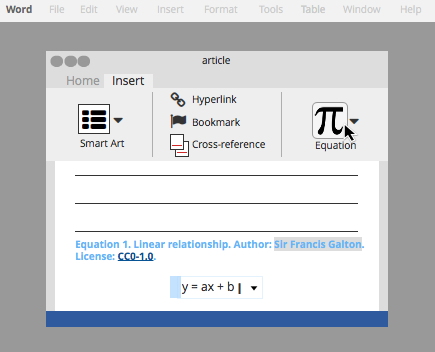 Word File Edit View Insert Format Tools Table Window Help
article
Home Insert
Smart Art
Hyperlink
Bookmark
Cross-reference
π
Equation
Equation 1. Linear relationship. Author: Sir Francis Galton.
License: CC0-1.0.
y = ax + b